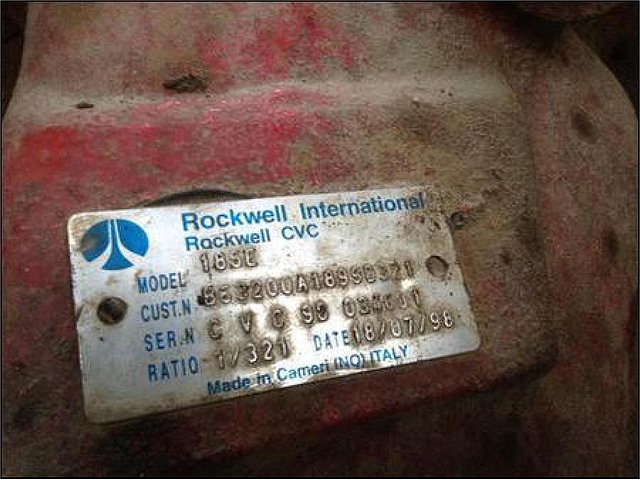 Rockwell International
Rockwell CVC
MODEL 185E
CUST.N
SER.N C V C
RATIO 1/321 DATE 18/07/98
Made in Cameri (NO) ITALY